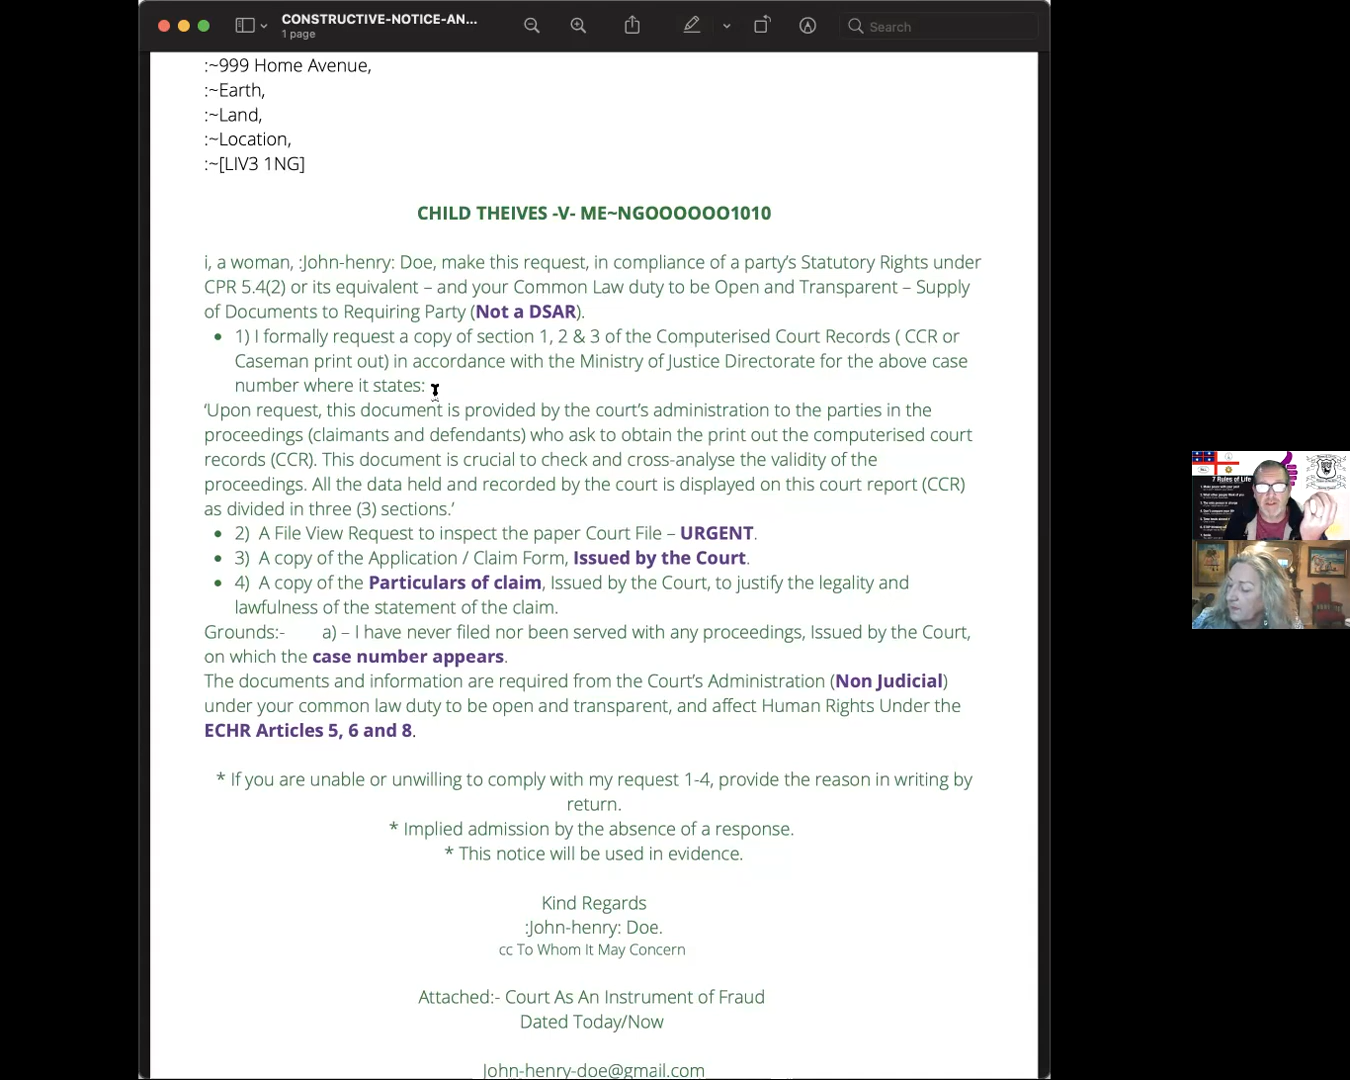 CONSTRUCTIVE-NOTICE-AN...
1 page
Search
:~999 Home Avenue,
:~Earth,
:~Land,
:~Location,
:~[LIV3 1NG]
CHILD THEIVES -V- ME~NGOOOOOO1010
i, a woman, :John-henry: Doe, make this request, in compliance of a party’s Statutory Rights under
CPR 5.4(2) or its equivalent – and your Common Law duty to be Open and Transparent – Supply
of Documents to Requiring Party (Not a DSAR).
• 1) I formally request a copy of section 1, 2 & 3 of the Computerised Court Records ( CCR or
Caseman print out) in accordance with the Ministry of Justice Directorate for the above case
number where it states:
‘Upon request, this document is provided by the court’s administration to the parties in the
proceedings (claimants and defendants) who ask to obtain the print out the computerised court
records (CCR). This document is crucial to check and cross-analyse the validity of the
proceedings. All the data held and recorded by the court is displayed on this court report (CCR)
as divided in three (3) sections.’
• 2) A File View Request to inspect the paper Court File – URGENT.
• 3) A copy of the Application / Claim Form, Issued by the Court.
• 4) A copy of the Particulars of claim, Issued by the Court, to justify the legality and
lawfulness of the statement of the claim.
Grounds:- a) – I have never filed nor been served with any proceedings, Issued by the Court,
on which the case number appears.
The documents and information are required from the Court’s Administration (Non Judicial)
under your common law duty to be open and transparent, and affect Human Rights Under the
ECHR Articles 5, 6 and 8.
* If you are unable or unwilling to comply with my request 1-4, provide the reason in writing by
return.
* Implied admission by the absence of a response.
* This notice will be used in evidence.
Kind Regards
:John-henry: Doe.
cc To Whom It May Concern
Attached:- Court As An Instrument of Fraud
Dated Today/Now
John-henry-doe@gmail.com
7 Rules of Life